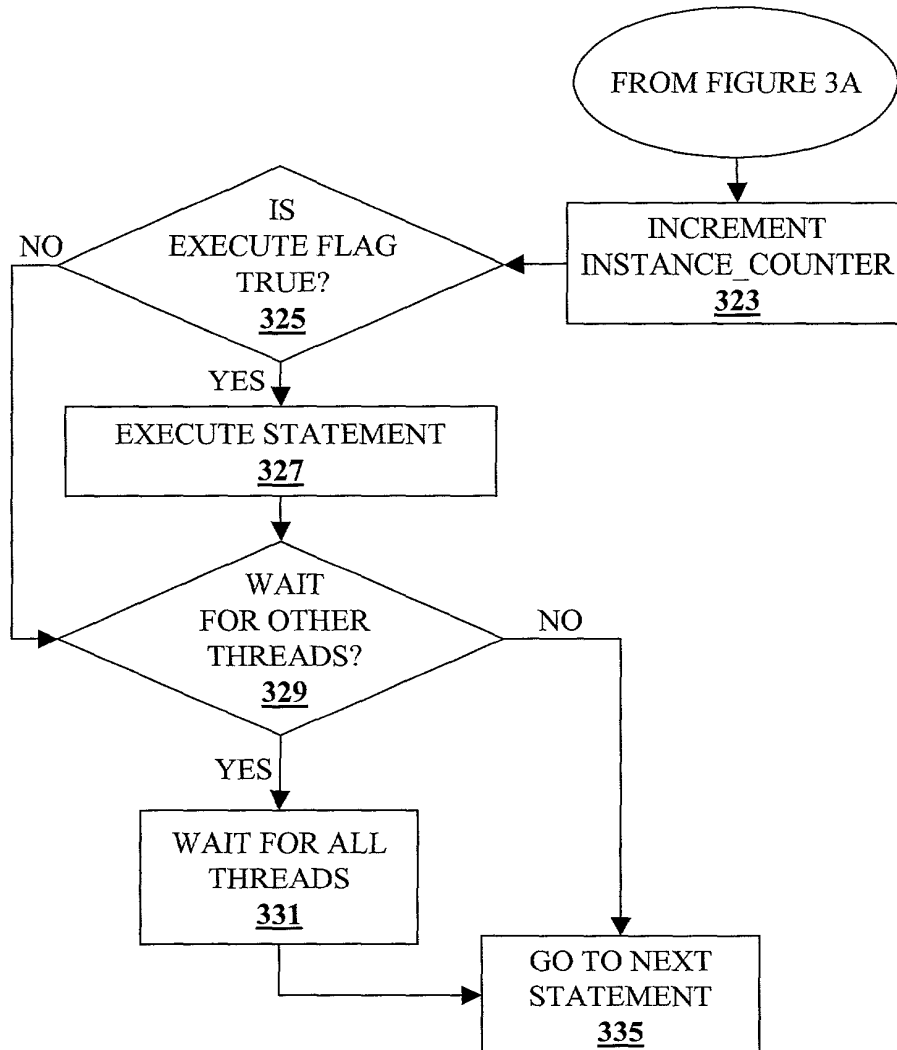 FROM FIGURE 3A
INCREMENT
INSTANCE_COUNTER
323
IS
EXECUTE FLAG
TRUE?
325
NO
YES
EXECUTE STATEMENT
327
WAIT
FOR OTHER
THREADS?
329
NO
YES
WAIT FOR ALL
THREADS
331
GO TO NEXT
STATEMENT
335